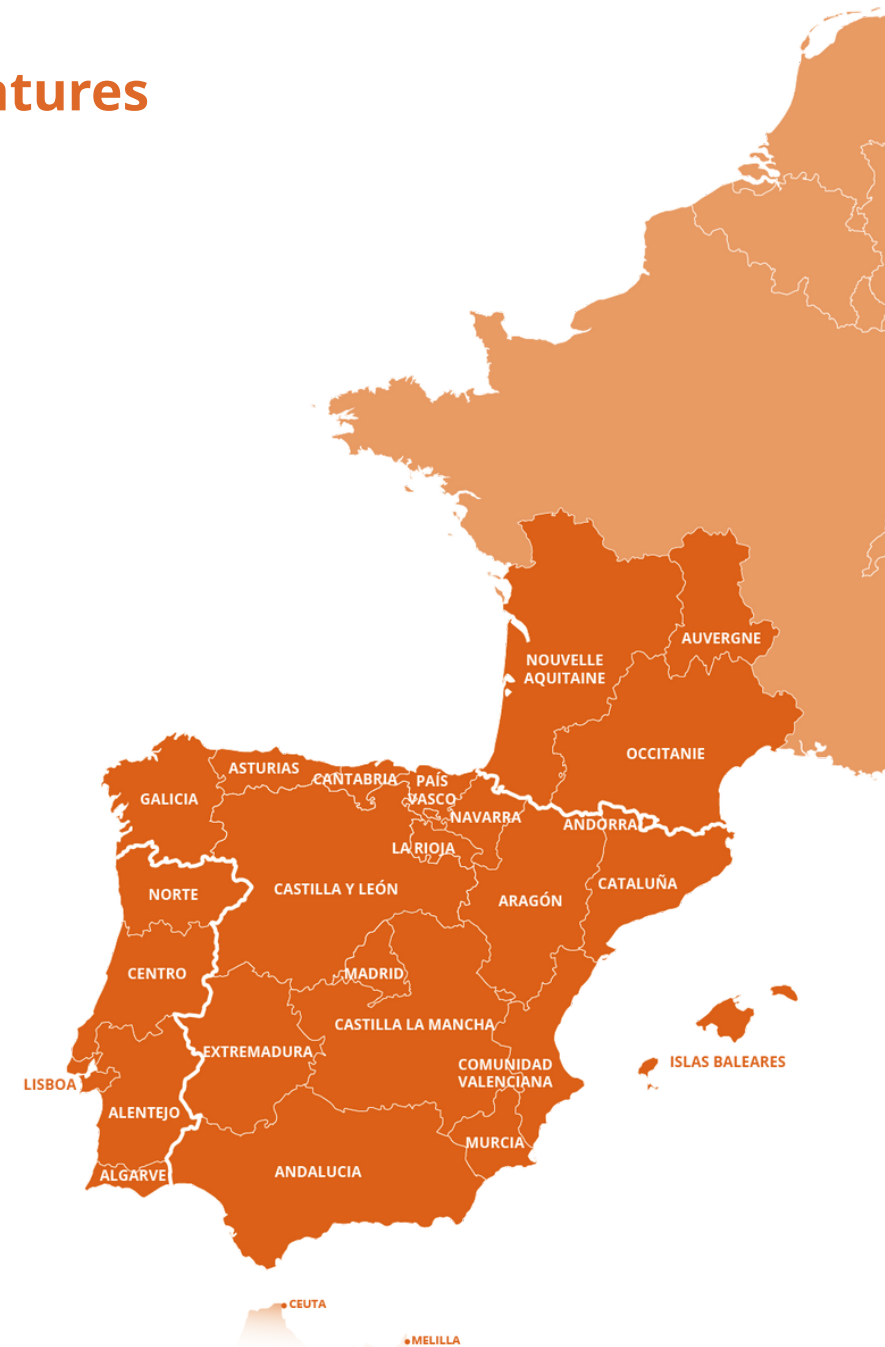 atures
AUVERGNE
NOUVELLE
AQUITAINE
OCCITANIE
ASTURIAS
CANTABRIA
PAÍS
VASCO
GALICIA
NAVARRA
ANDORRA
LA RIOJA
CASTILLA Y LEÓN
CATALUÑA
NORTE
ARAGÓN
CENTRO
MADRID
CASTILLA LA MANCHA
EXTREMADURA
COMUNIDAD
VALENCIANA
ISLAS BALEARES
LISBOA
ALENTEJO
MURCIA
ALGARVE
ANDALUCIA
CEUTA
MELILLA